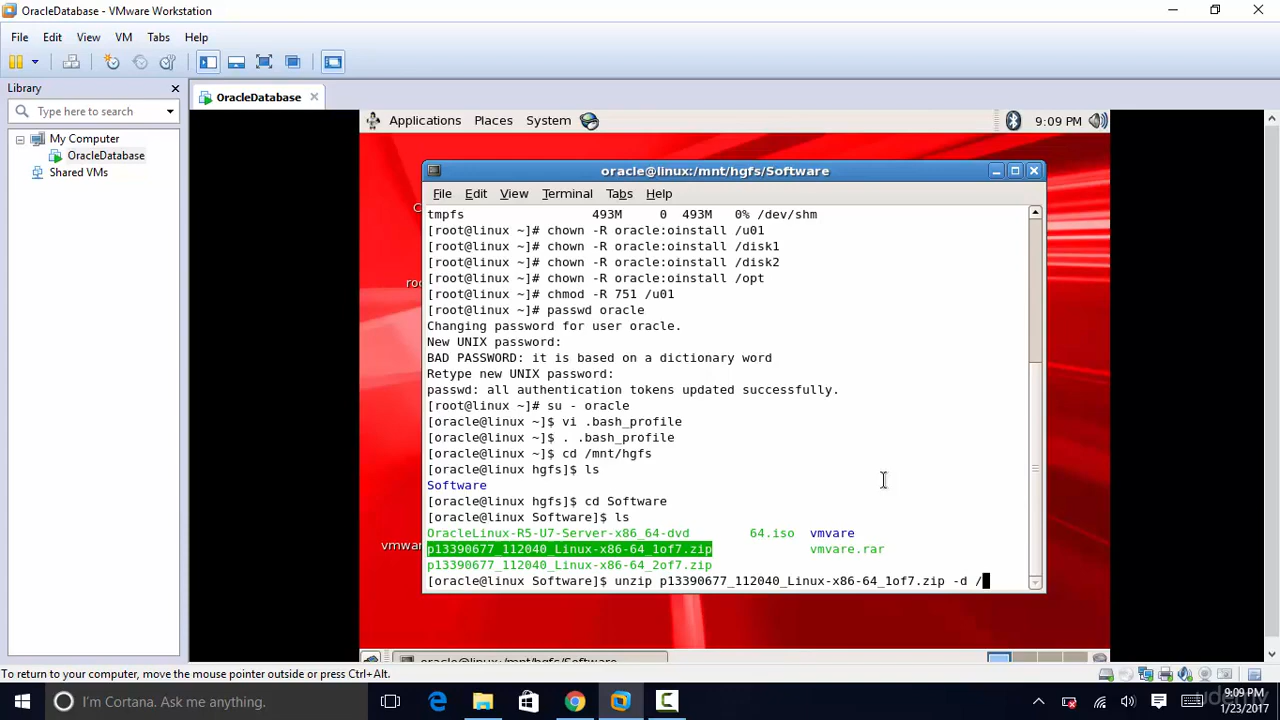 OracleDatabase - VMware Workstation
File Edit View VM Tabs Help
Library
Type here to search
My Computer
OracleDatabase
Shared VMs
OracleDatabase
Applications Places System 9:09 PM
oracle@linux:/mnt/hgfs/Software
File Edit View Terminal Tabs Help
tmpfs 493M 0 493M 0% /dev/shm
[root@linux ~]# chown -R oracle:oinstall /u01
[root@linux ~]# chown -R oracle:oinstall /disk1
[root@linux ~]# chown -R oracle:oinstall /disk2
[root@linux ~]# chown -R oracle:oinstall /opt
[root@linux ~]# chmod -R 751 /u01
[root@linux ~]# passwd oracle
Changing password for user oracle.
New UNIX password:
BAD PASSWORD: it is based on a dictionary word
Retype new UNIX password:
passwd: all authentication tokens updated successfully.
[root@linux ~]# su - oracle
[oracle@linux ~]$ vi .bash_profile
[oracle@linux ~]$ . .bash_profile
[oracle@linux ~]$ cd /mnt/hgfs
[oracle@linux hgfs]$ ls
Software
[oracle@linux hgfs]$ cd Software
[oracle@linux Software]$ ls
OracleLinux-R5-U7-Server-x86_64-dvd 64.iso vmvare
p13390677_112040_Linux-x86-64_1of7.zip vmvare.rar
p13390677_112040_Linux-x86-64_2of7.zip
[oracle@linux Software]$ unzip p13390677_112040_Linux-x86-64_1of7.zip -d /
vmwar
oracle@linux:/mnt/hgfs/Software
To return to your computer, move the mouse pointer outside or press Ctrl+Alt.
I'm Cortana. Ask me anything.
9:09 PM
1/23/2017
udemy